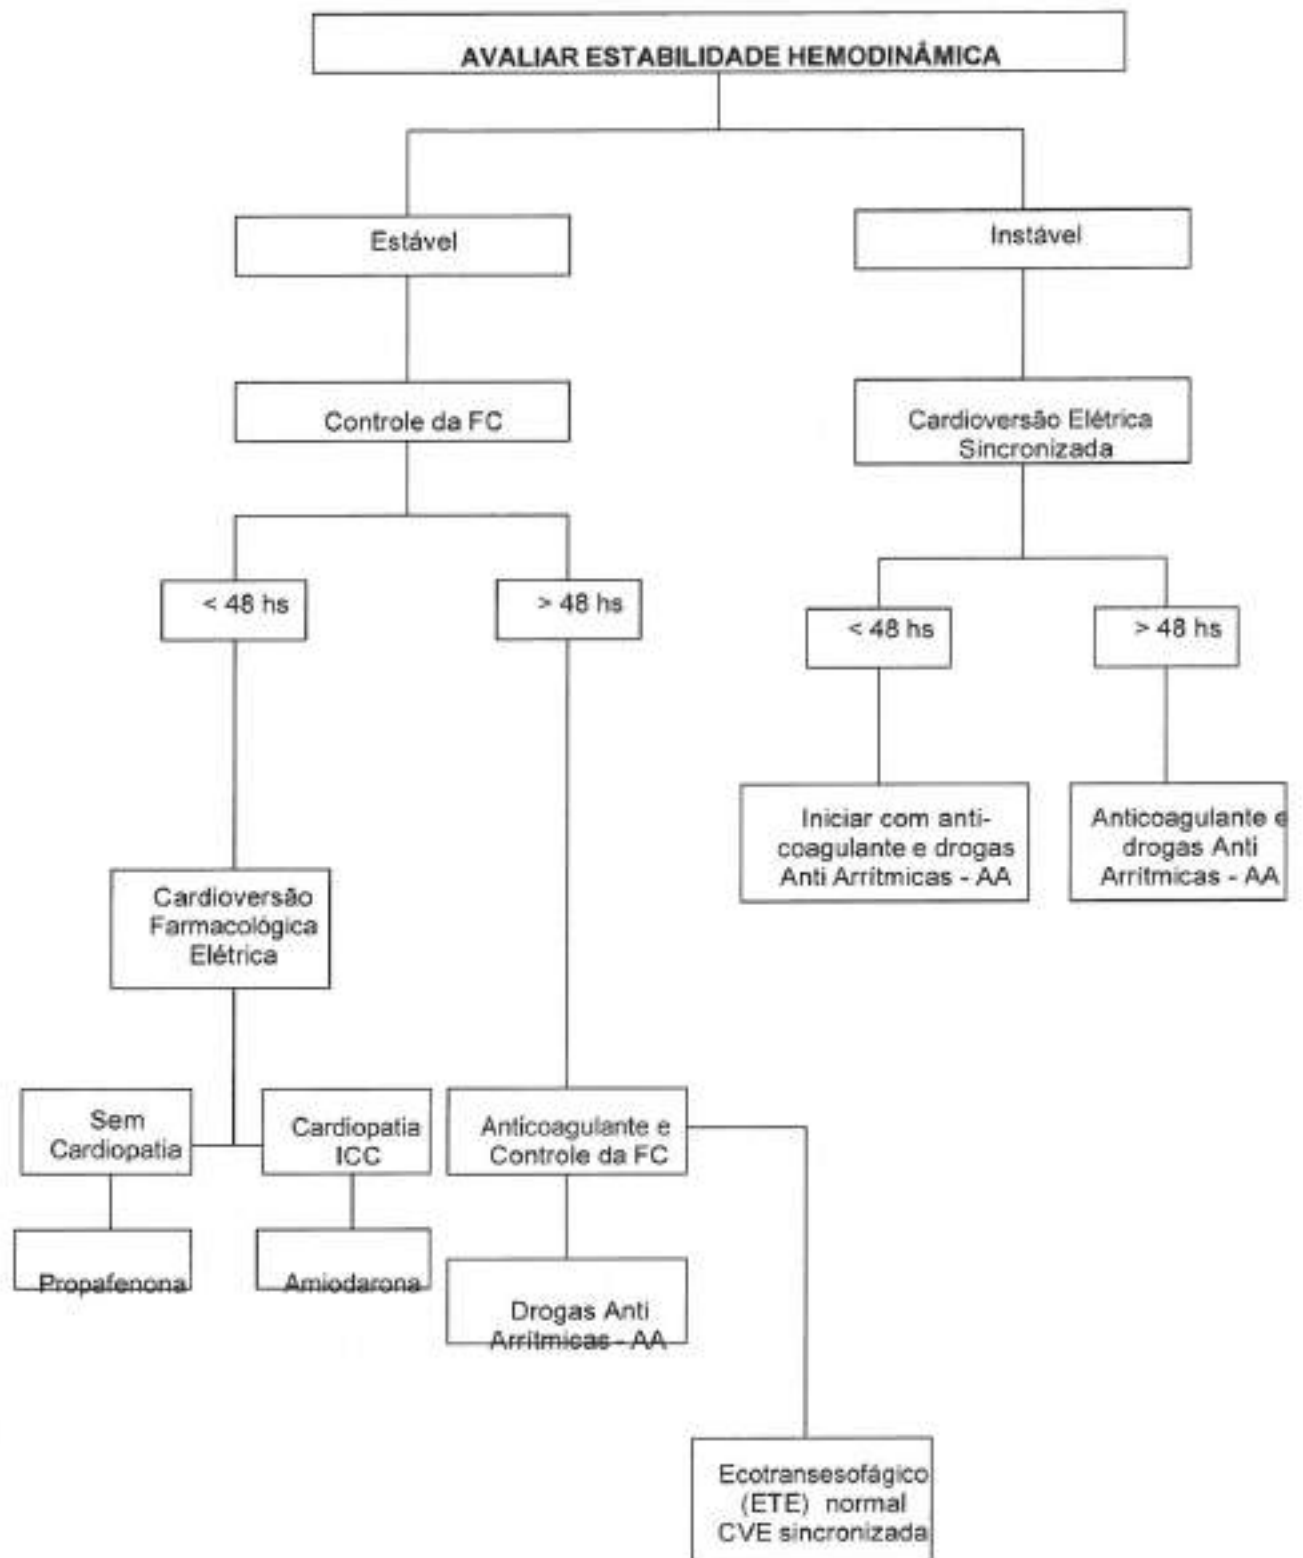 AVALIAR ESTABILIDADE HEMODINÂMICA
Estável
Instável
Controle da FC
Cardioversão Elétrica
Sincronizada
< 48 hs
> 48 hs
< 48 hs
> 48 hs
Iniciar com anti-
coagulante e drogas
Anti Arrítmicas - AA
Anticoagulante e
drogas Anti
Arritmicas - AA
Cardioversão
Farmacológica
Elétrica
Sem
Cardiopatia
Cardiopatia
ICC
Anticoagulante e
Controle da FC
Propafenona
Amiodarona
Drogas Anti
Arrítmicas - AA
Ecotransesofágico
(ETE) normal
CVE sincronizada